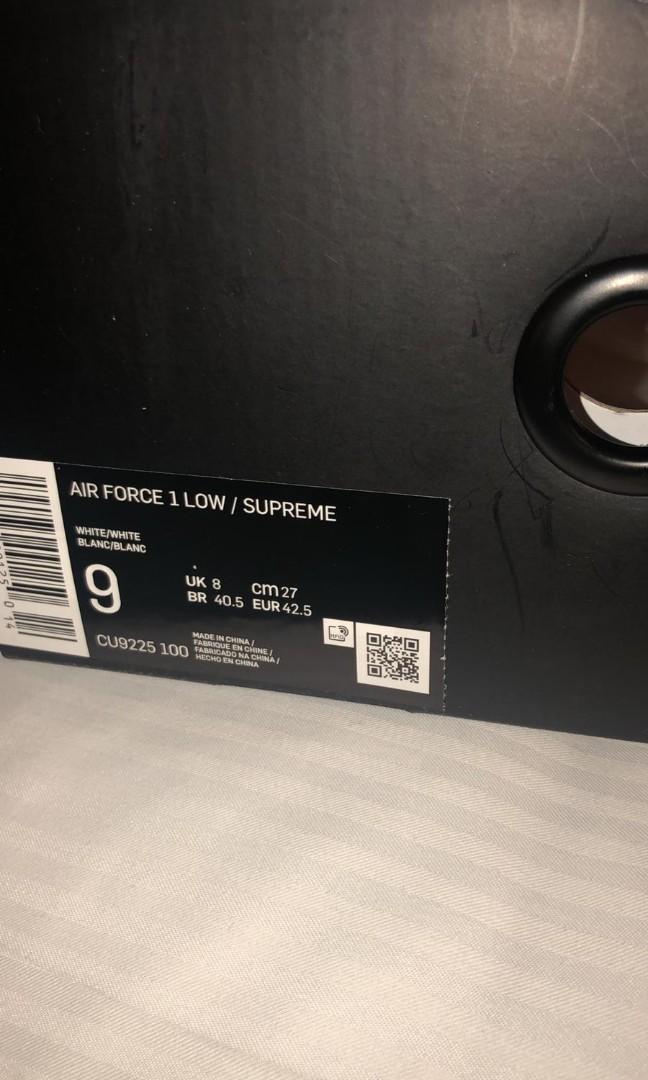 AIR FORCE 1 LOW / SUPREME
WHITE/WHITE
BLANC/BLANC
9
UK 8 cm 27
BR 40.5 EUR 42.5
CU9225 100
MADE IN CHINA /
FABRIQUE EN CHINE /
FABRICADO NA CHINA /
HECHO EN CHINA
RFID